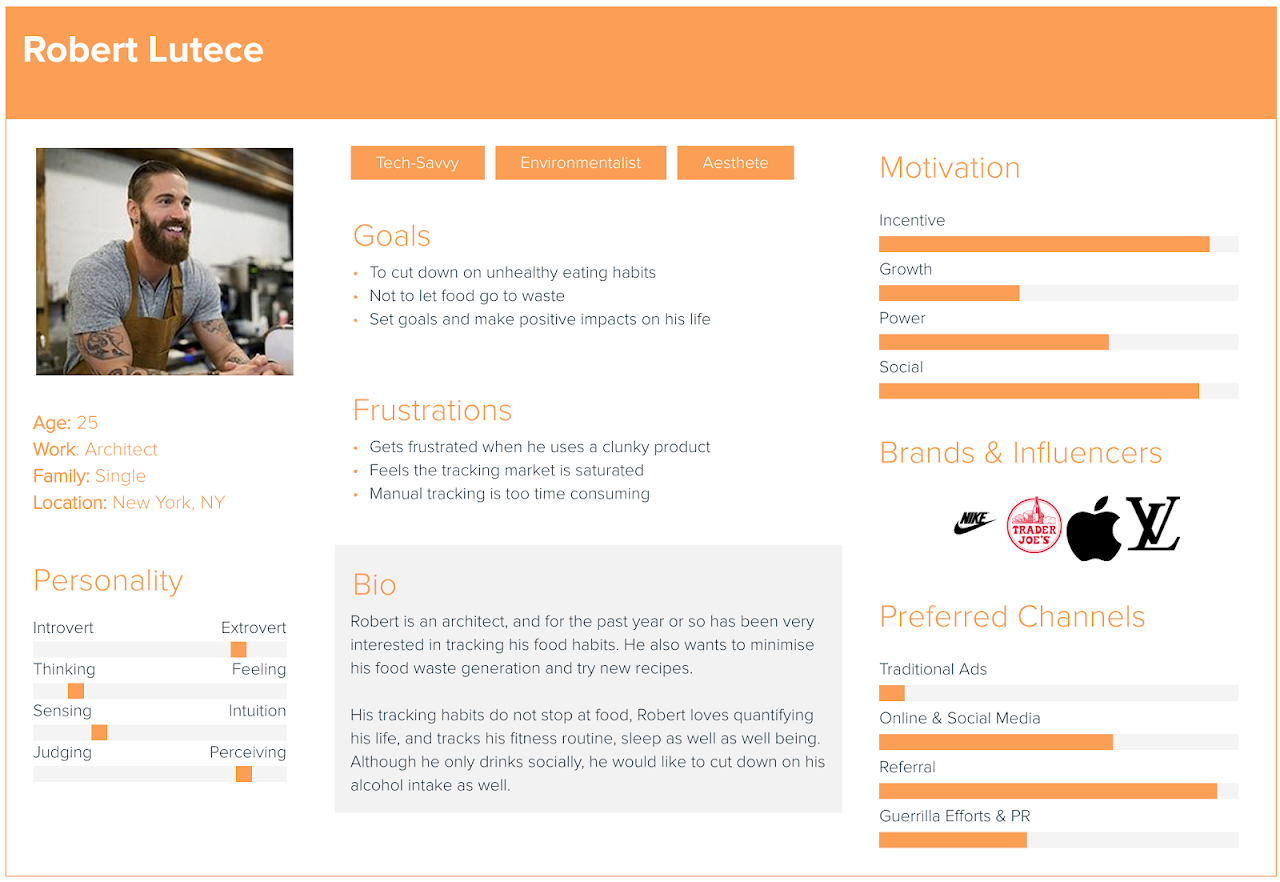 Robert Lutece
Age: 25
Work: Architect
Family: Single
Location: New York, NY
Personality
Introvert Extrovert
Thinking Feeling
Sensing Intuition
Judging Perceiving
Tech-Savvy Environmentalist Aesthete
Goals
• To cut down on unhealthy eating habits
• Not to let food go to waste
• Set goals and make positive impacts on his life
Frustrations
• Gets frustrated when he uses a clunky product
• Feels the tracking market is saturated
• Manual tracking is too time consuming
Bio
Robert is an architect, and for the past year or so has been very
interested in tracking his food habits. He also wants to minimise
his food waste generation and try new recipes.
His tracking habits do not stop at food, Robert loves quantifying
his life, and tracks his fitness routine, sleep as well as well being.
Although he only drinks socially, he would like to cut down on his
alcohol intake as well.
Motivation
Incentive
Growth
Power
Social
Brands & Influencers
NIKE
TRADER
JOE'S
LV
Preferred Channels
Traditional Ads
Online & Social Media
Referral
Guerrilla Efforts & PR